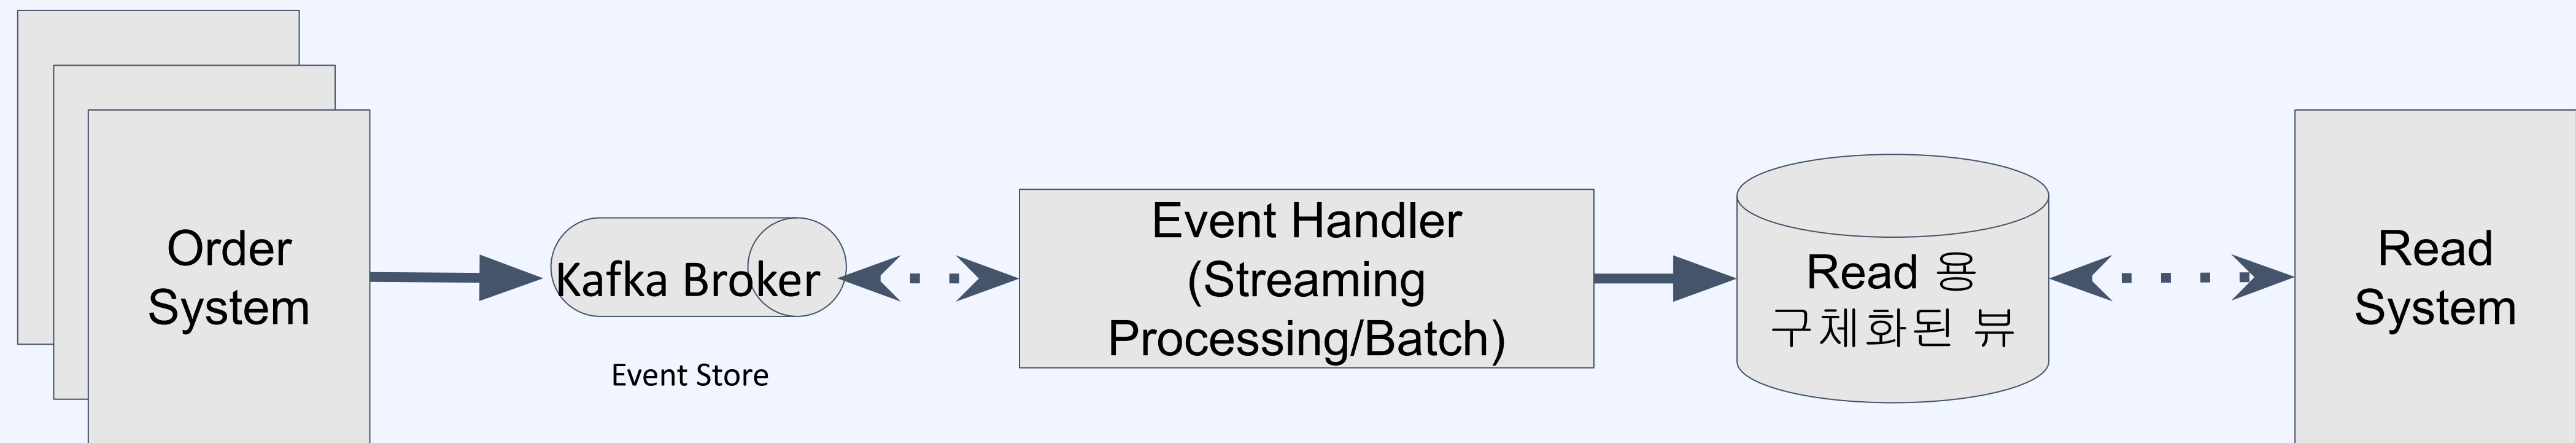 Order
System
Kafka Broker
Event Store
Event Handler
(Streaming
Processing/Batch)
Read 용
구체화된 뷰
Read
System